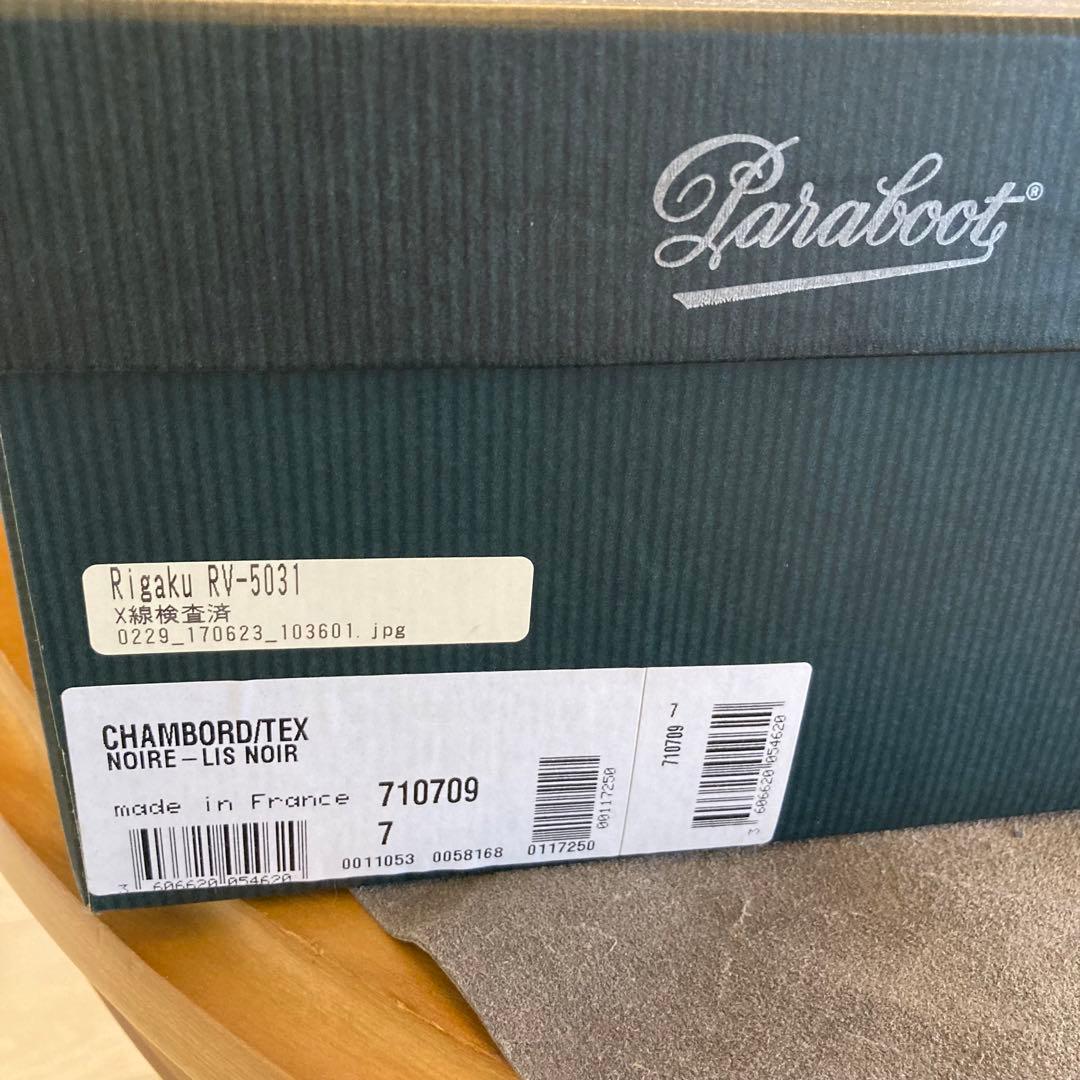 Paraboot®
Rigaku RV-5031
X線検査済
0229_170623_103601.jpg
CHAMBORD/TEX
NOIRE – LIS NOIR
made in France 710709
7
3 606620 054620
0011053 0058168 0117250
00117250
710709 7
3 606620 054620